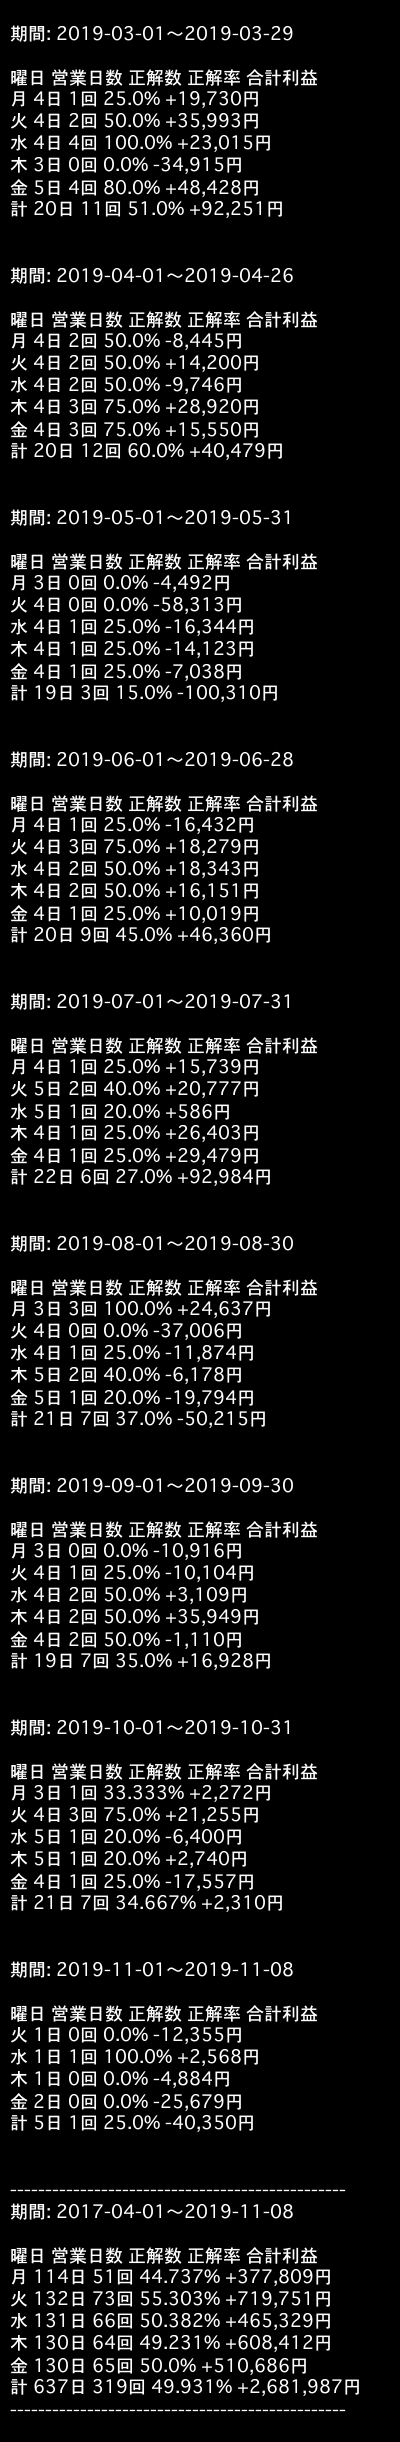 期間: 2019-03-01〜2019-03-29
曜日 営業日数 正解数 正解率 合計利益
月 4日 1回 25.0% +19,730円
火 4日 2回 50.0% +35,993円
水 4日 4回 100.0% +23,015円
木 3日 0回 0.0% -34,915円
金 5日 4回 80.0% +48,428円
計 20日 11回 51.0% +92,251円
期間: 2019-04-01〜2019-04-26
曜日 営業日数 正解数 正解率 合計利益
月 4日 2回 50.0% -8,445円
火 4日 2回 50.0% +14,200円
水 4日 2回 50.0% -9,746円
木 4日 3回 75.0% +28,920円
金 4日 3回 75.0% +15,550円
計 20日 12回 60.0% +40,479円
期間: 2019-05-01〜2019-05-31
曜日 営業日数 正解数 正解率 合計利益
月 3日 0回 0.0% -4,492円
火 4日 0回 0.0% -58,313円
水 4日 1回 25.0% -16,344円
木 4日 1回 25.0% -14,123円
金 4日 1回 25.0% -7,038円
計 19日 3回 15.0% -100,310円
期間: 2019-06-01〜2019-06-28
曜日 営業日数 正解数 正解率 合計利益
月 4日 1回 25.0% -16,432円
火 4日 3回 75.0% +18,279円
水 4日 2回 50.0% +18,343円
木 4日 2回 50.0% +16,151円
金 4日 1回 25.0% +10,019円
計 20日 9回 45.0% +46,360円
期間: 2019-07-01〜2019-07-31
曜日 営業日数 正解数 正解率 合計利益
月 4日 1回 25.0% +15,739円
火 5日 2回 40.0% +20,777円
水 5日 1回 20.0% +586円
木 4日 1回 25.0% +26,403円
金 4日 1回 25.0% +29,479円
計 22日 6回 27.0% +92,984円
期間: 2019-08-01〜2019-08-30
曜日 営業日数 正解数 正解率 合計利益
月 3日 3回 100.0% +24,637円
火 4日 0回 0.0% -37,006円
水 4日 1回 25.0% -11,874円
木 5日 2回 40.0% -6,178円
金 5日 1回 20.0% -19,794円
計 21日 7回 37.0% -50,215円
期間: 2019-09-01〜2019-09-30
曜日 営業日数 正解数 正解率 合計利益
月 3日 0回 0.0% -10,916円
火 4日 1回 25.0% -10,104円
水 4日 2回 50.0% +3,109円
木 4日 2回 50.0% +35,949円
金 4日 2回 50.0% -1,110円
計 19日 7回 35.0% +16,928円
期間: 2019-10-01〜2019-10-31
曜日 営業日数 正解数 正解率 合計利益
月 3日 1回 33.333% +2,272円
火 4日 3回 75.0% +21,255円
水 5日 1回 20.0% -6,400円
木 5日 1回 20.0% +2,740円
金 4日 1回 25.0% -17,557円
計 21日 7回 34.667% +2,310円
期間: 2019-11-01〜2019-11-08
曜日 営業日数 正解数 正解率 合計利益
火 1日 0回 0.0% -12,355円
水 1日 1回 100.0% +2,568円
木 1日 0回 0.0% -4,884円
金 2日 0回 0.0% -25,679円
計 5日 1回 25.0% -40,350円
------------------------------------------------
期間: 2017-04-01〜2019-11-08
曜日 営業日数 正解数 正解率 合計利益
月 114日 51回 44.737% +377,809円
火 132日 73回 55.303% +719,751円
水 131日 66回 50.382% +465,329円
木 130日 64回 49.231% +608,412円
金 130日 65回 50.0% +510,686円
計 637日 319回 49.931% +2,681,987円
------------------------------------------------